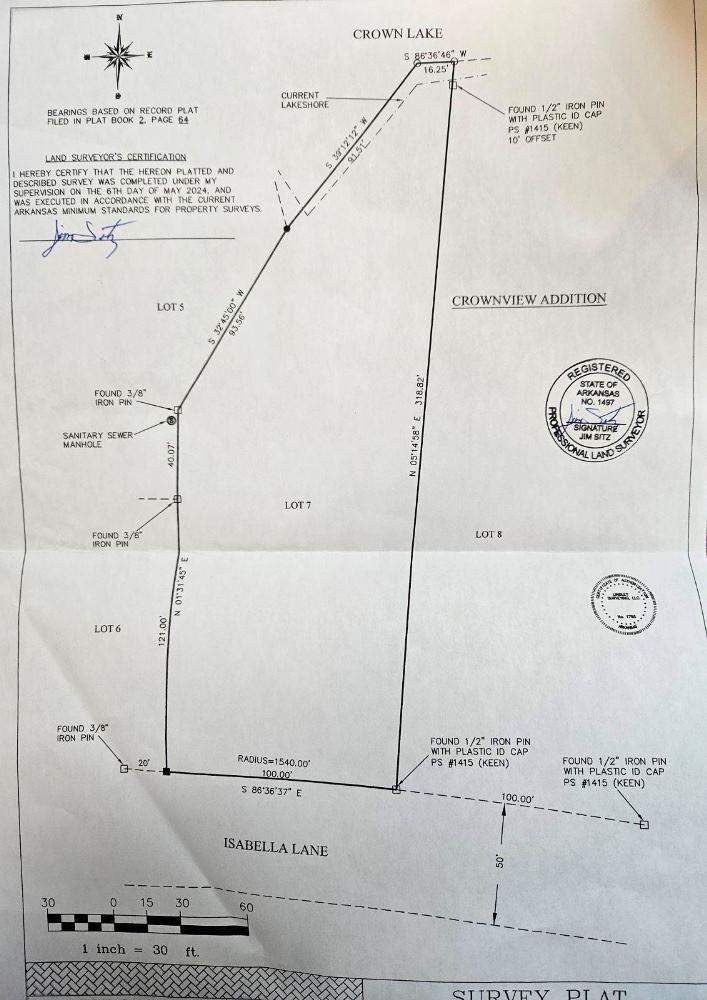 N
W E
S
BEARINGS BASED ON RECORD PLAT
FILED IN PLAT BOOK 2, PAGE 64
LAND SURVEYOR'S CERTIFICATION
I HEREBY CERTIFY THAT THE HEREON PLATTED AND
DESCRIBED SURVEY WAS COMPLETED UNDER MY
SUPERVISION ON THE 6TH DAY OF MAY 2024, AND
WAS EXECUTED IN ACCORDANCE WITH THE CURRENT
ARKANSAS MINIMUM STANDARDS FOR PROPERTY SURVEYS.
Jim Sitz
CROWN LAKE
S 86°36'46" W
16.25'
CURRENT
LAKESHORE
S 39°12'12" W
91.51'
FOUND 1/2" IRON PIN
WITH PLASTIC ID CAP
PS #1415 (KEEN)
10' OFFSET
LOT 5
S 32°45'00" W
93.56'
CROWNVIEW ADDITION
REGISTERED
STATE OF
ARKANSAS
NO. 1497
Jim Sitz
SIGNATURE
JIM SITZ
PROFESSIONAL LAND SURVEYOR
FOUND 3/8"
IRON PIN
S
SANITARY SEWER
MANHOLE
40.07'
N 05°14'58" E 318.82'
LOT 7
LOT 8
FOUND 3/8"
IRON PIN
N 01°31'45" E
121.00'
LOT 6
No. 1798
ARKANSAS
FOUND 3/8"
IRON PIN
20'
RADIUS=1540.00'
100.00'
S 86°36'37" E
FOUND 1/2" IRON PIN
WITH PLASTIC ID CAP
PS #1415 (KEEN)
FOUND 1/2" IRON PIN
WITH PLASTIC ID CAP
PS #1415 (KEEN)
100.00'
50'
ISABELLA LANE
30 0 15 30 60
1 inch = 30 ft.
SURVEY PLAT